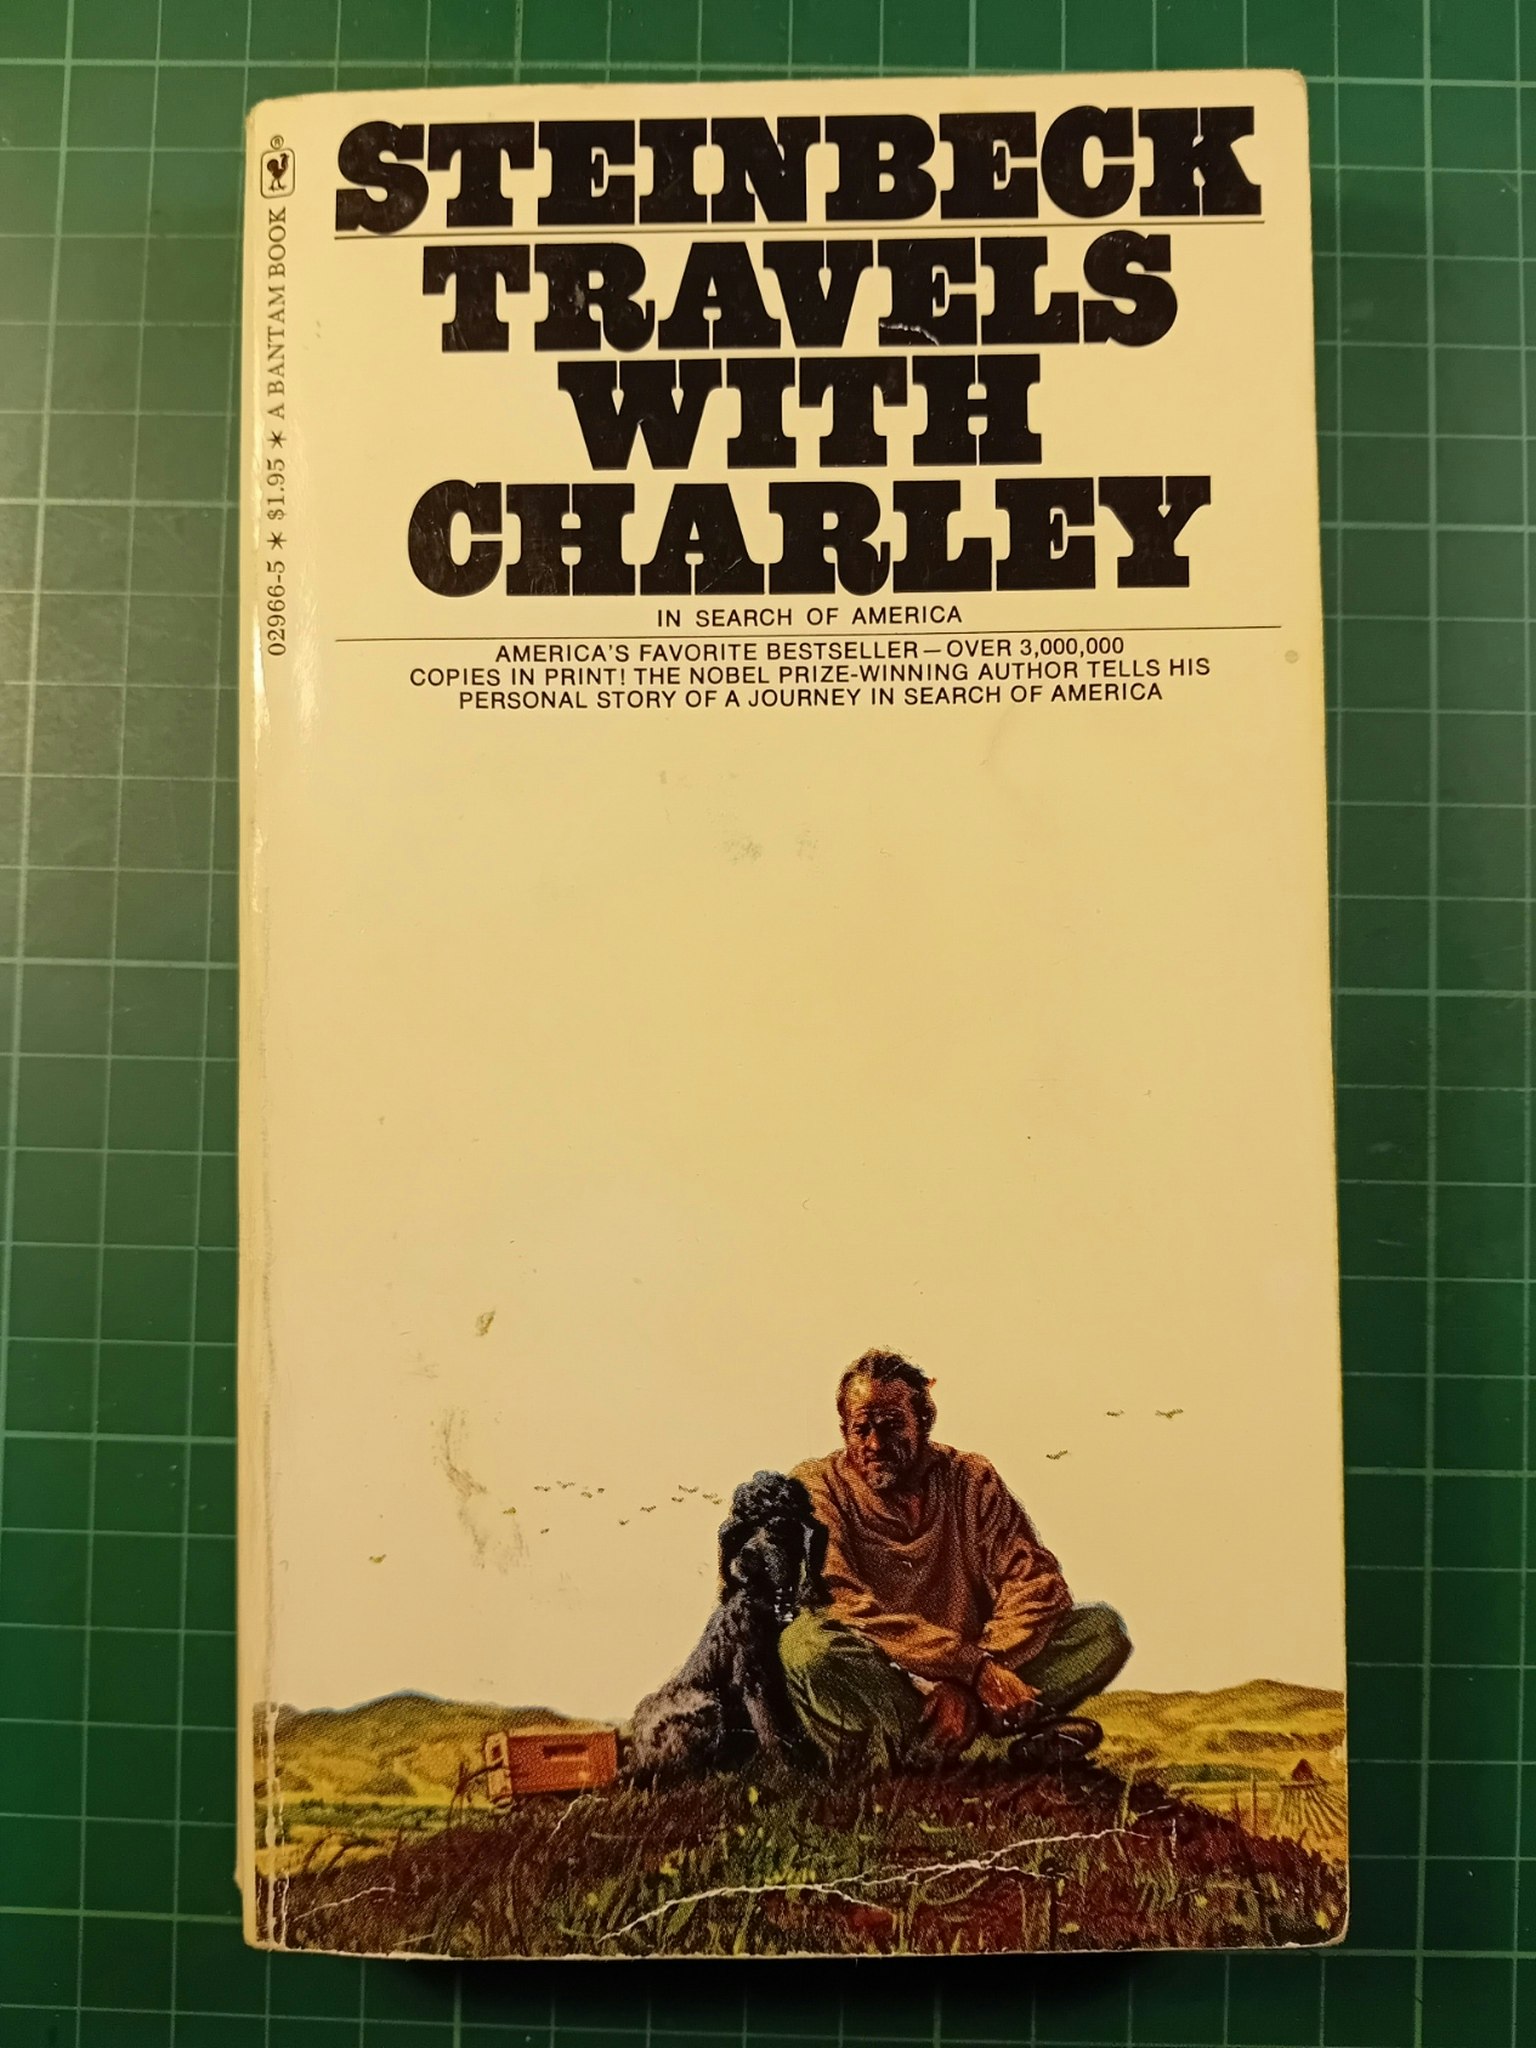 STEINBECK
TRAVELS
WITH
CHARLEY
IN SEARCH OF AMERICA
AMERICA'S FAVORITE BESTSELLER—OVER 3,000,000
COPIES IN PRINT! THE NOBEL PRIZE-WINNING AUTHOR TELLS HIS
PERSONAL STORY OF A JOURNEY IN SEARCH OF AMERICA
02966-5 * $1.95 * A BANTAM BOOK ®